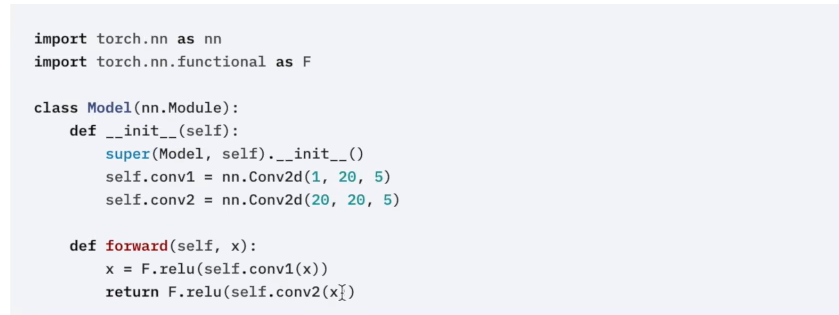 import torch.nn as nn
import torch.nn.functional as F
class Model(nn.Module):
def __init__(self):
super(Model, self).__init__()
self.conv1 = nn.Conv2d(1, 20, 5)
self.conv2 = nn.Conv2d(20, 20, 5)
def forward(self, x):
x = F.relu(self.conv1(x))
return F.relu(self.conv2(x))